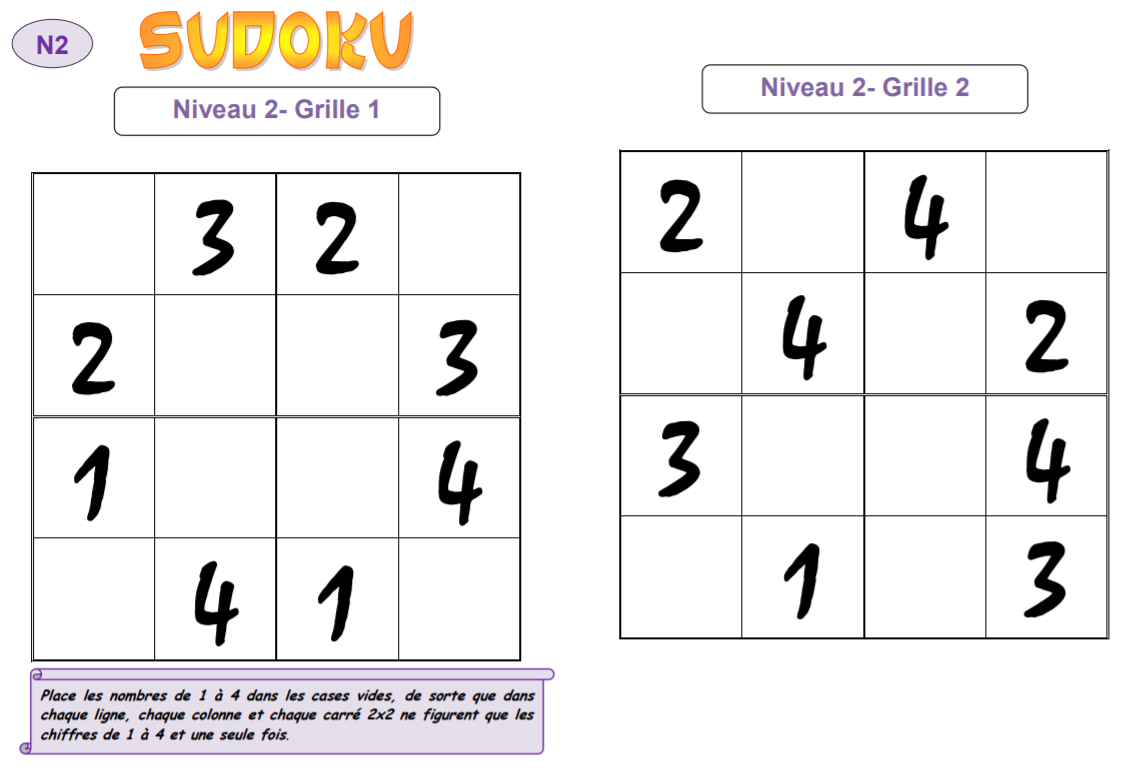 N2
SUDOKU
Niveau 2- Grille 1
3 2
2 3
1 4
4 1
Place les nombres de 1 à 4 dans les cases vides, de sorte que dans
chaque ligne, chaque colonne et chaque carré 2x2 ne figurent que les
chiffres de 1 à 4 et une seule fois.
Niveau 2- Grille 2
2 4
4 2
3 4
1 3